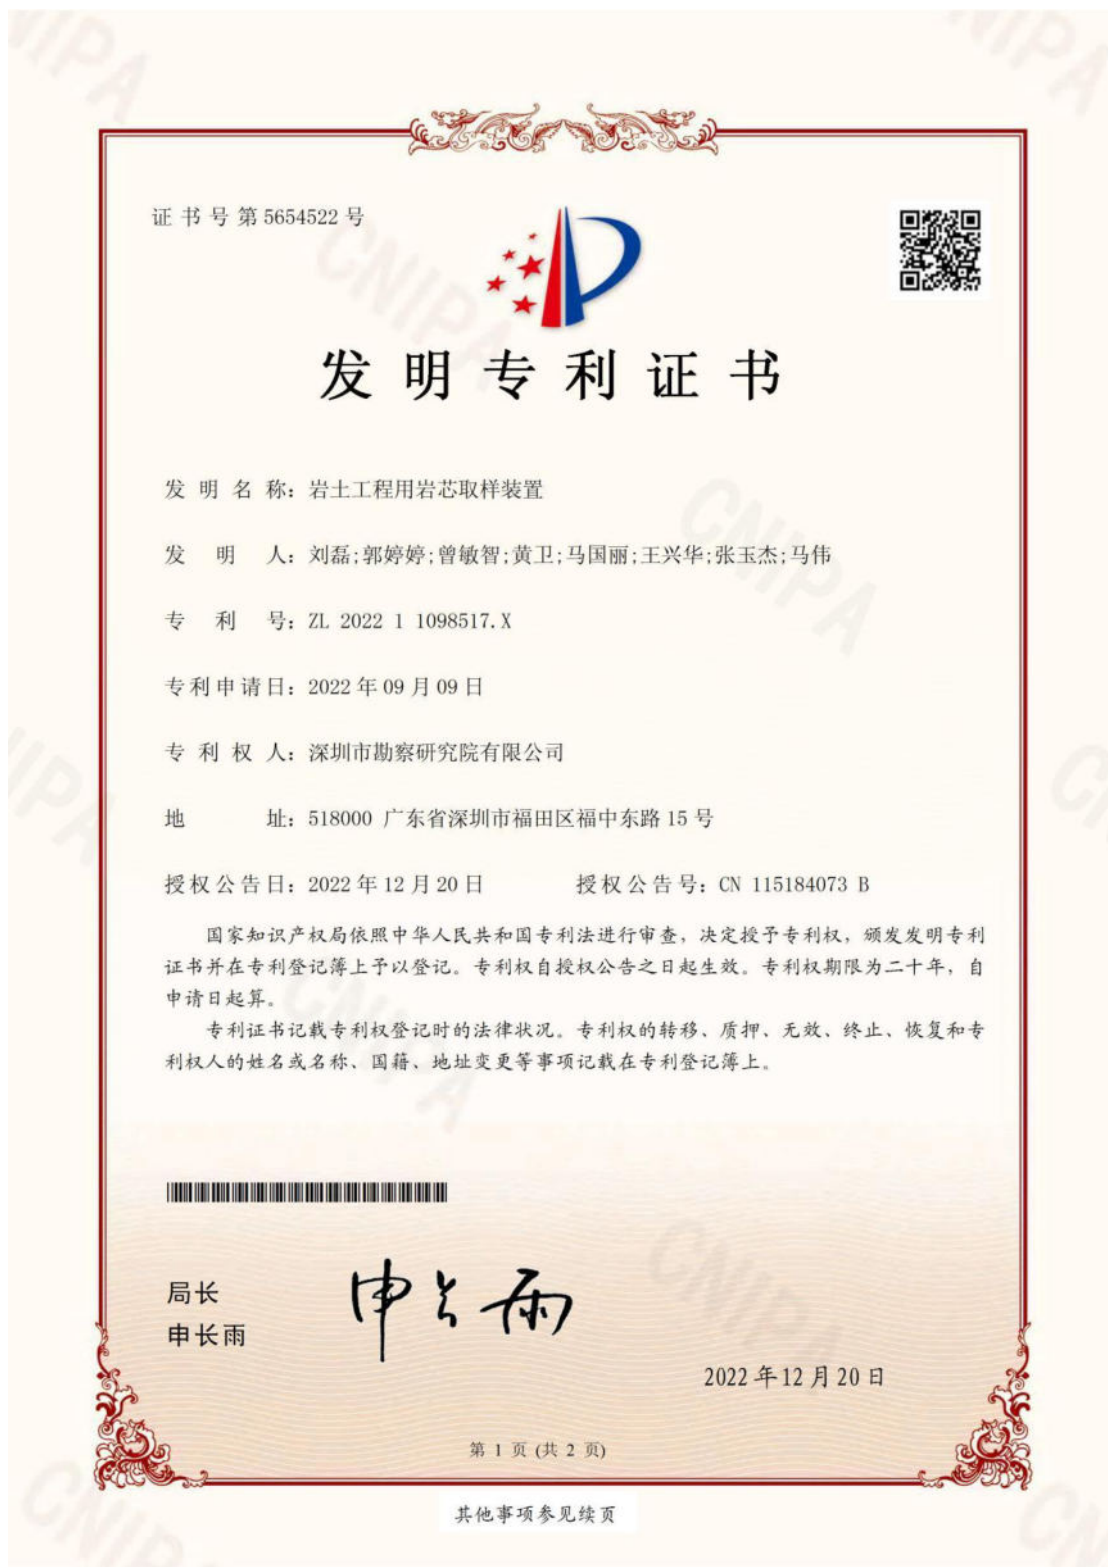 证书号第5654522号
发明专利证书
发明名称：岩土工程用岩芯取样装置
发明人：刘磊;郭婷婷;曾敏智;黄卫;马国丽;王兴华;张玉杰;马伟
专利号：ZL 2022 1 1098517.X
专利申请日：2022年09月09日
专利权人：深圳市勘察研究院有限公司
地址：518000 广东省深圳市福田区福中东路15号
授权公告日：2022年12月20日 授权公告号：CN 115184073 B
国家知识产权局依照中华人民共和国专利法进行审查，决定授予专利权，颁发发明专利
证书并在专利登记簿上予以登记。专利权自授权公告之日起生效。专利权期限为二十年，自
申请日起算。
专利证书记载专利权登记时的法律状况。专利权的转移、质押、无效、终止、恢复和专
利权人的姓名或名称、国籍、地址变更等事项记载在专利登记簿上。
局长
申长雨
申长雨
2022年12月20日
第 1 页 (共 2 页)
其他事项参见续页
CNIPA